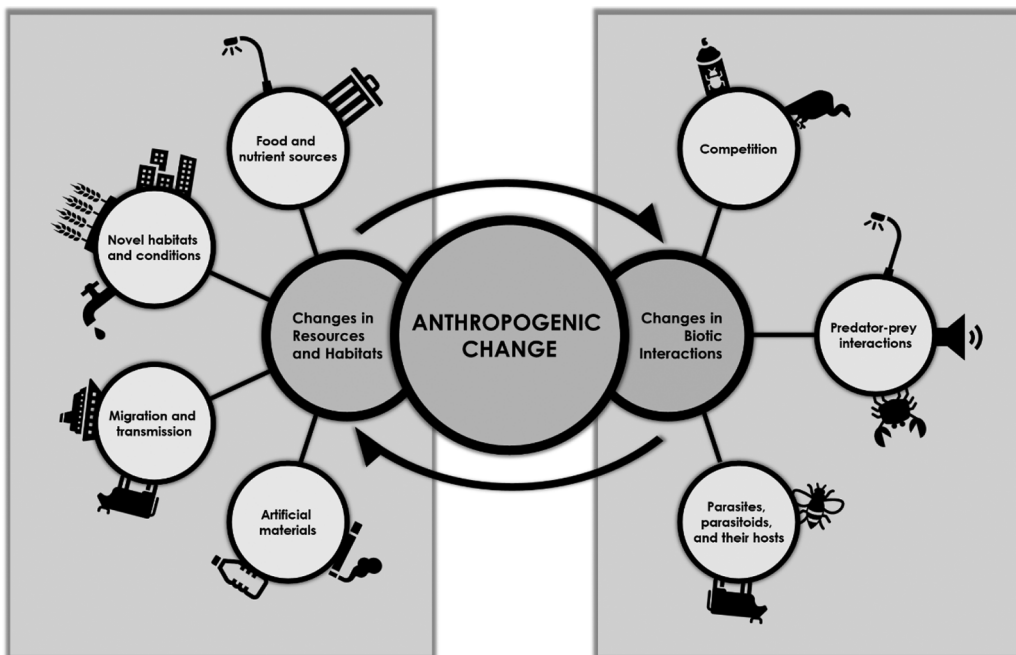 Food and
nutrient sources
Novel habitats
and conditions
Migration and
transmission
Artificial
materials
Changes in
Resources
and Habitats
ANTHROPOGENIC
CHANGE
Changes in
Biotic
Interactions
Competition
Predator-prey
interactions
Parasites,
parasitoids,
and their hosts